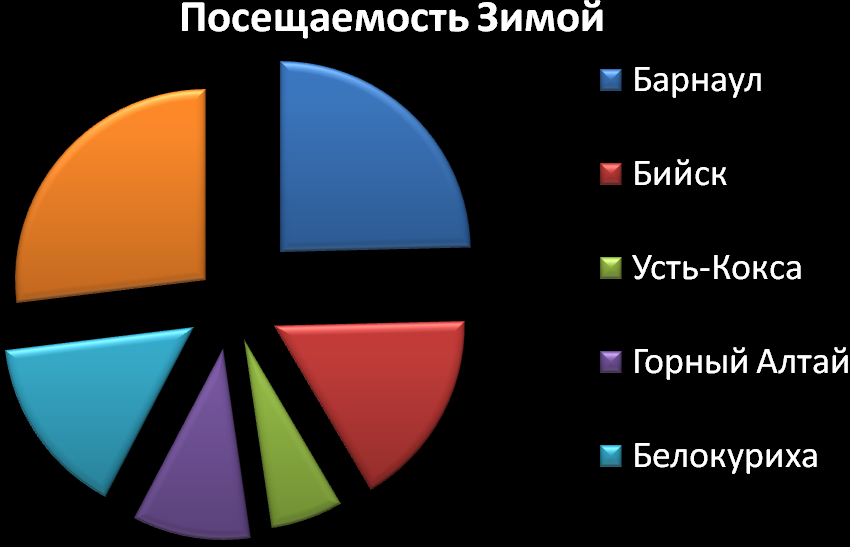 Посещаемость Зимой
Барнаул
Бийск
Усть-Кокса
Горный Алтай
Белокуриха